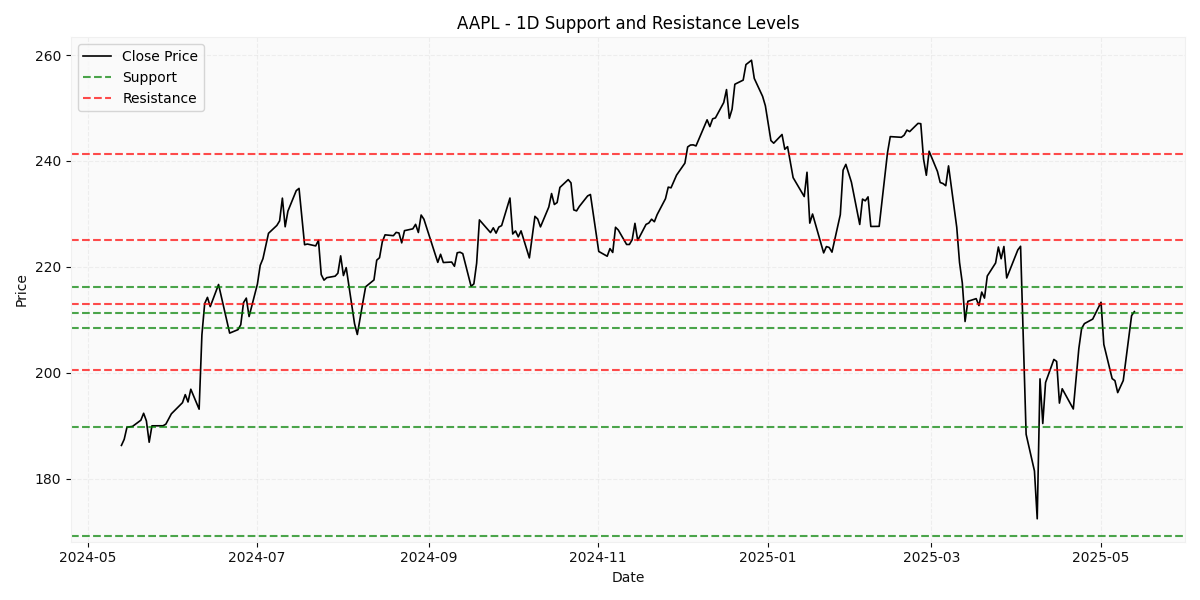 AAPL - 1D Support and Resistance Levels
Close Price
Support
Resistance
Price
260
240
220
200
180
2024-05 2024-07 2024-09 2024-11 2025-01 2025-03 2025-05
Date